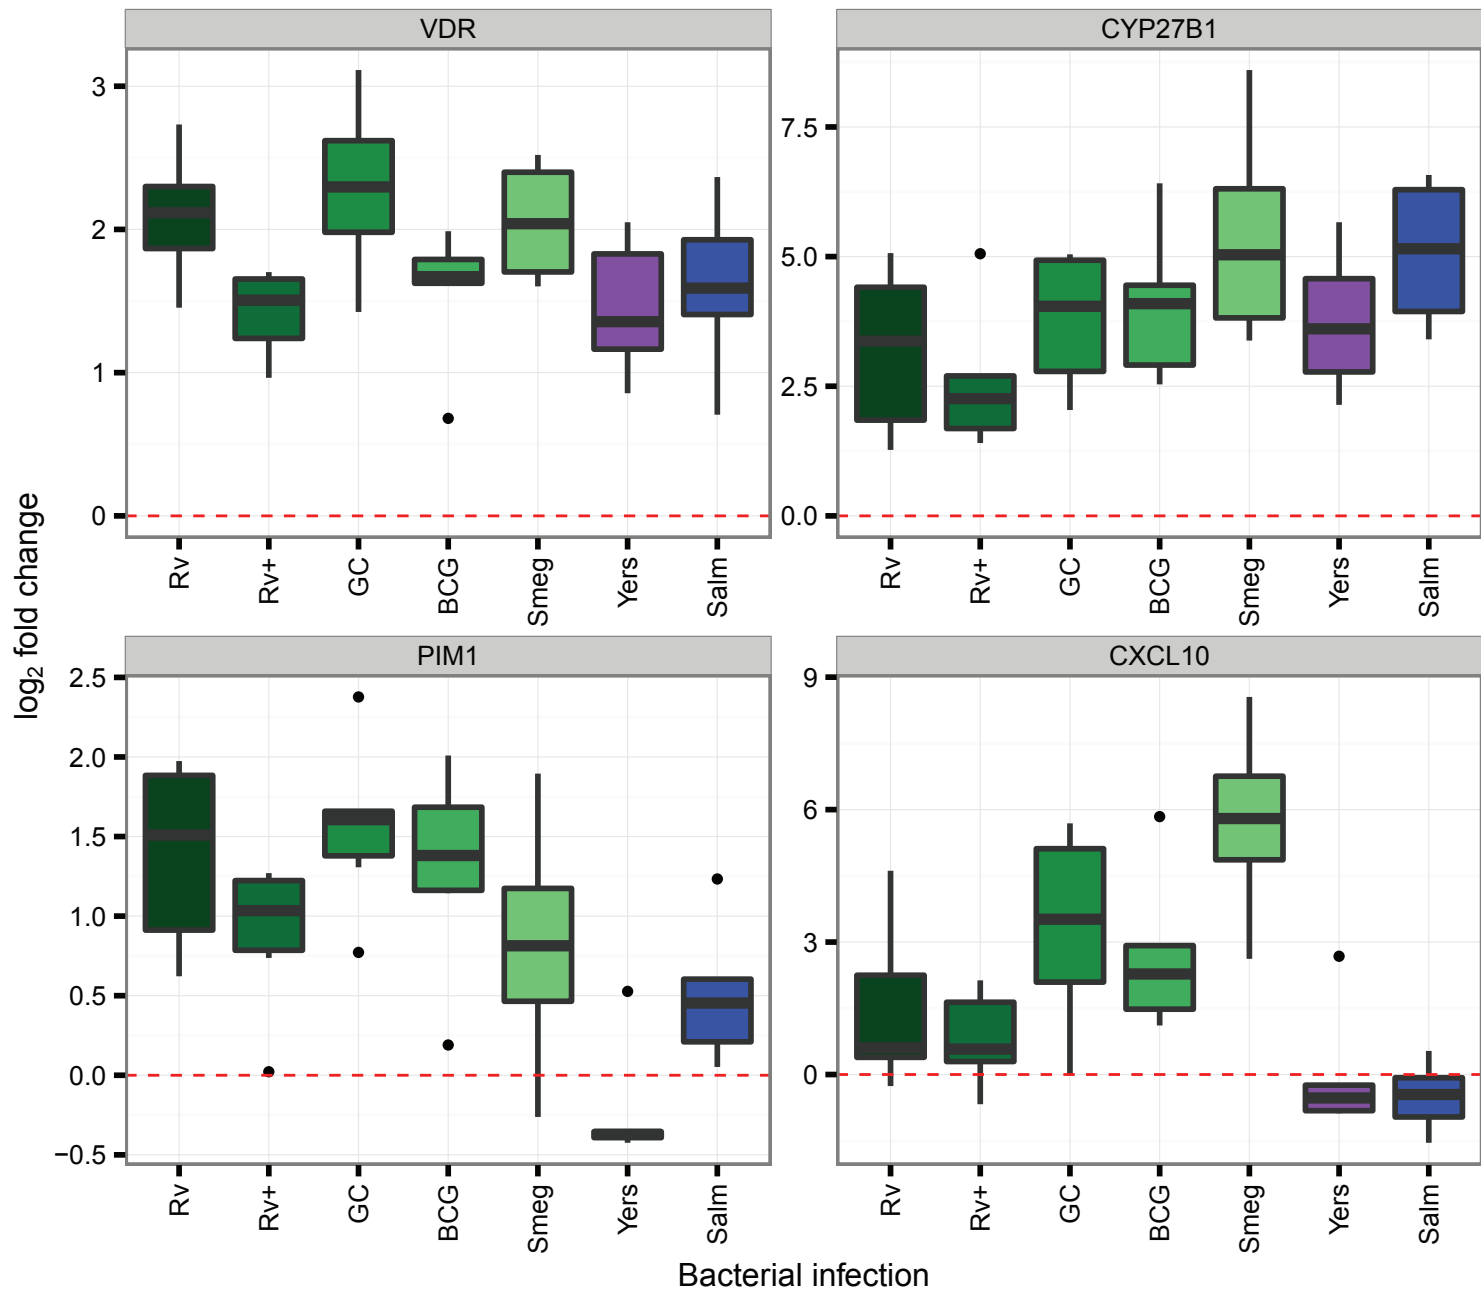 VDR
CYP27B1
3
2
1
0
7.5
5.0
2.5
0.0
Rv
Rv+
GC
BCG
Smeg
Yers
Salm
Rv
Rv+
GC
BCG
Smeg
Yers
Salm
log₂ fold change
PIM1
CXCL10
2.5
2.0
1.5
1.0
0.5
0.0
−0.5
9
6
3
0
Rv
Rv+
GC
BCG
Smeg
Yers
Salm
Rv
Rv+
GC
BCG
Smeg
Yers
Salm
Bacterial infection